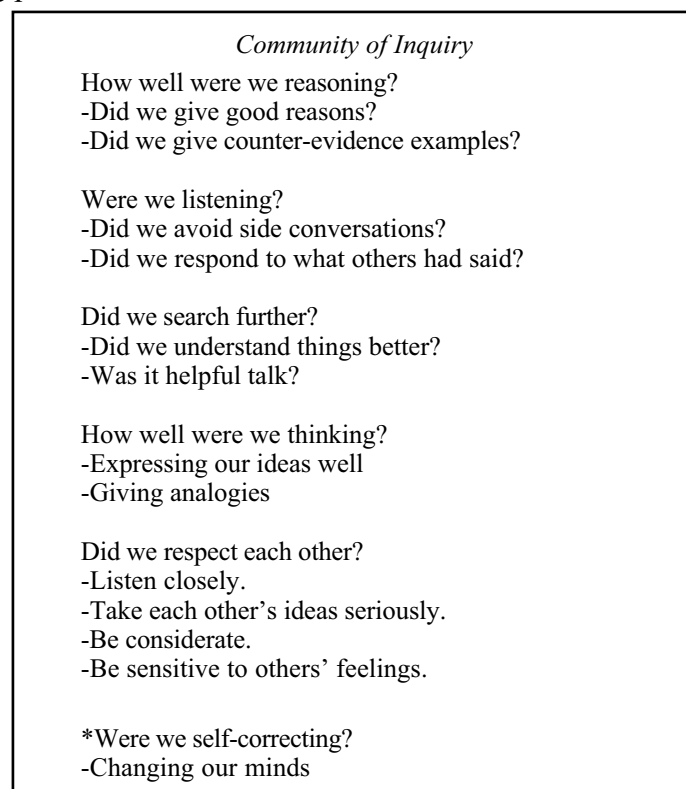 Community of Inquiry
How well were we reasoning?
-Did we give good reasons?
-Did we give counter-evidence examples?
Were we listening?
-Did we avoid side conversations?
-Did we respond to what others had said?
Did we search further?
-Did we understand things better?
-Was it helpful talk?
How well were we thinking?
-Expressing our ideas well
-Giving analogies
Did we respect each other?
-Listen closely.
-Take each other’s ideas seriously.
-Be considerate.
-Be sensitive to others’ feelings.
*Were we self-correcting?
-Changing our minds